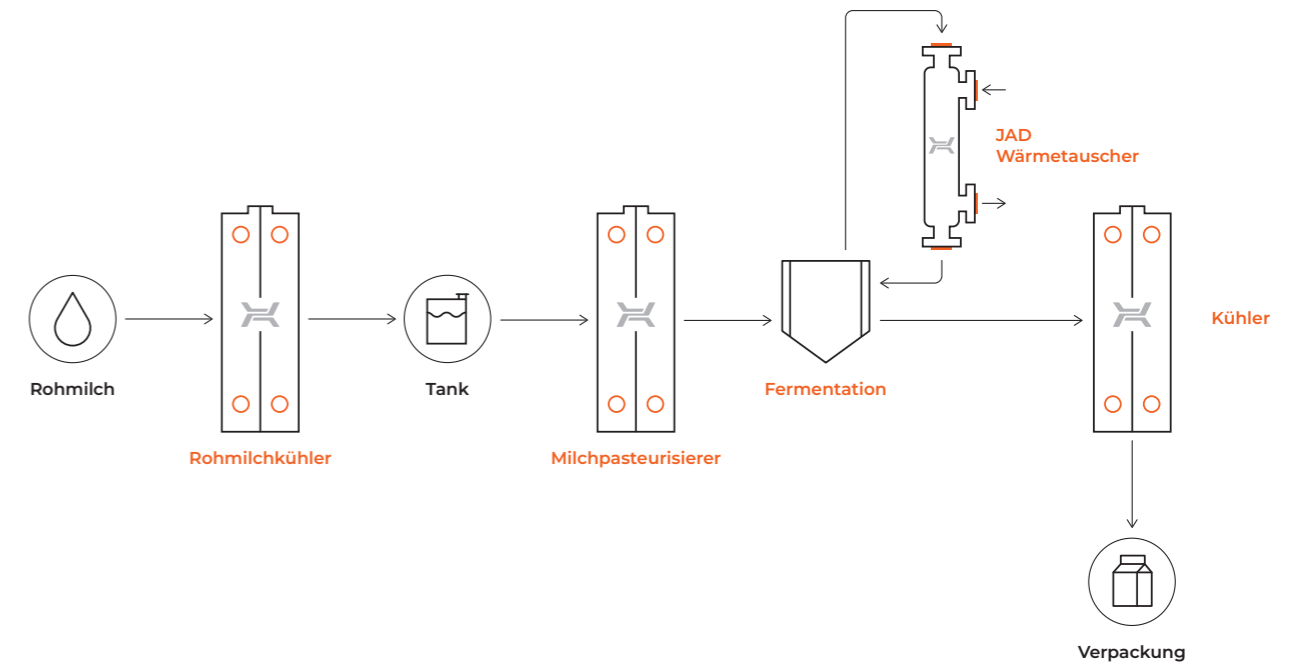 JAD
Wärmetauscher
Kühler
Rohmilch
Tank
Fermentation
Rohmilchkühler
Milchpasteurisierer
Verpackung